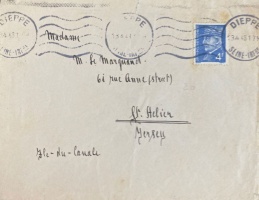 DIEPPE
DIEPPE
SEINE-INFRE
Madame
M. Le Marquand
61 rue Anne (street)
St. Helier
Jersey
Ile-du-Canale